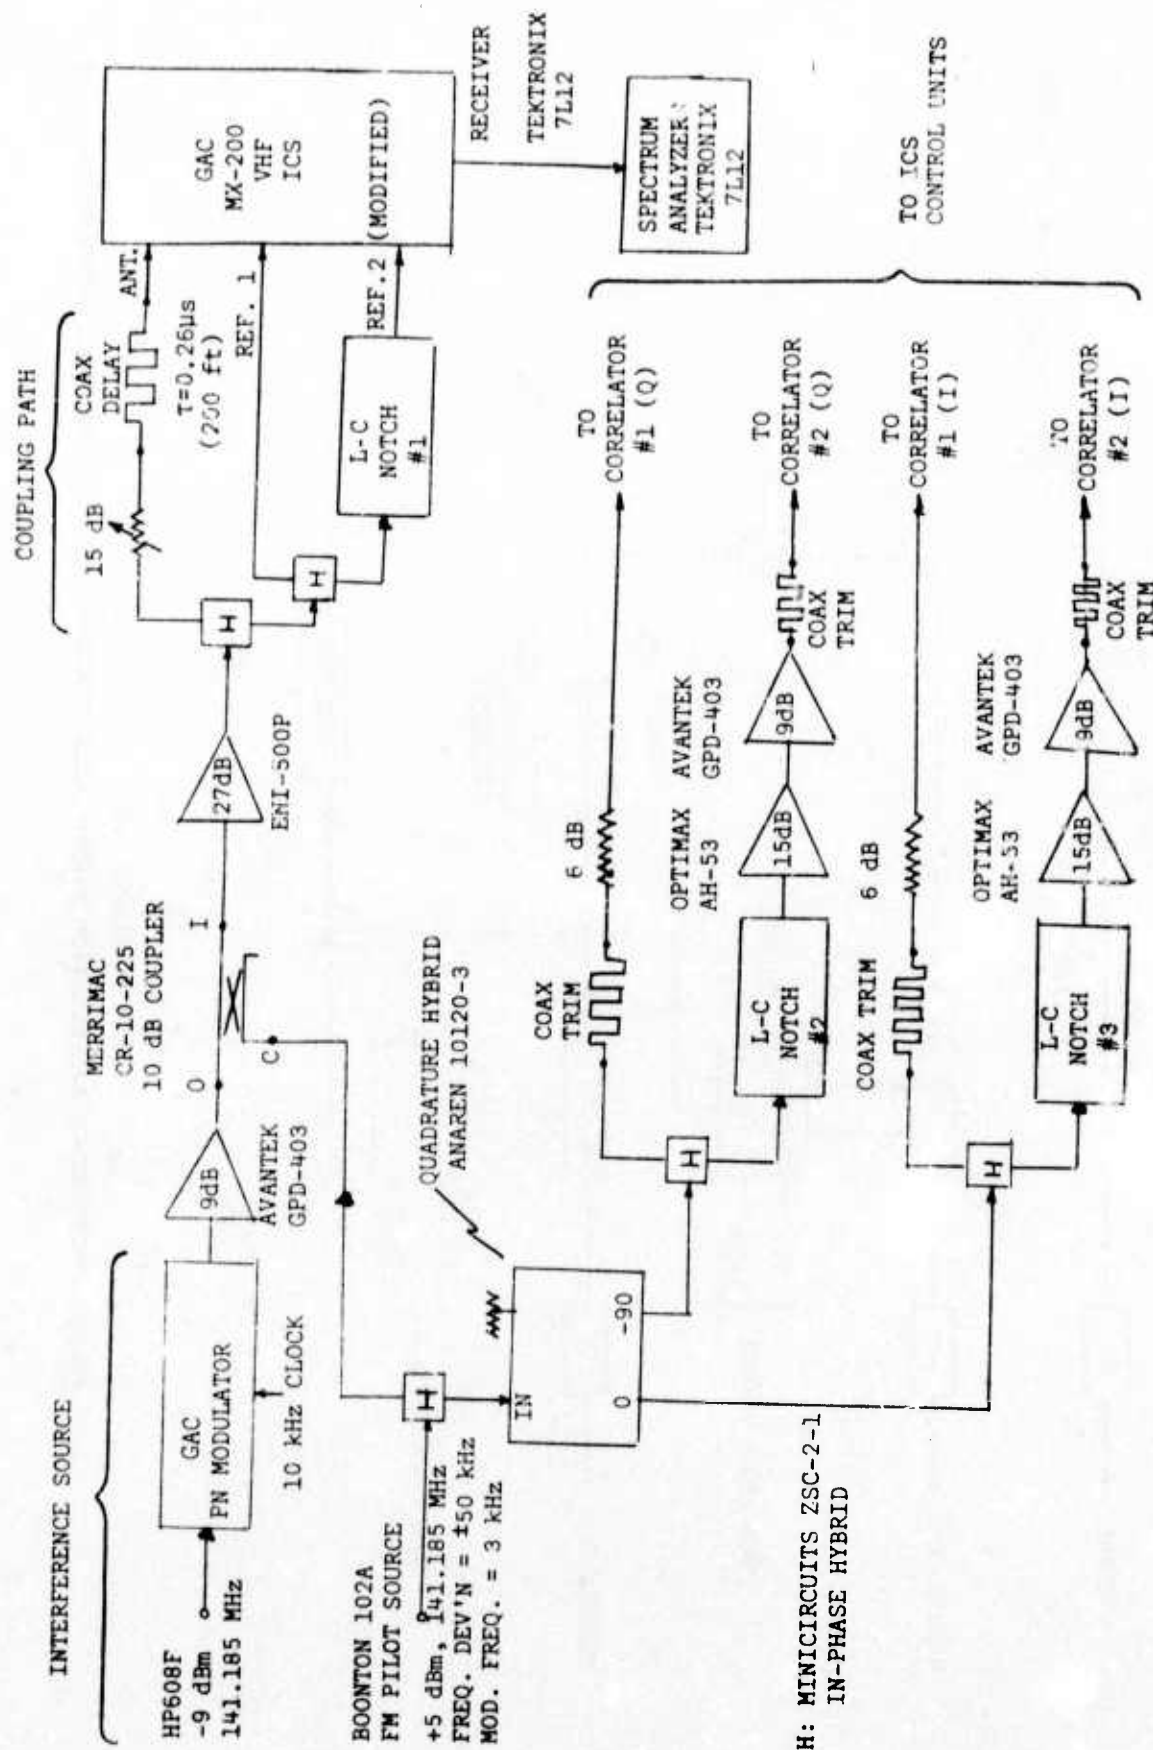 INTERFERENCE SOURCE
HP608F
-9 dBm
141.185 MHz
GAC
PN MODULATOR
10 kHz CLOCK
9dB
AVANTEK
GPD-403
MERRIMAC
CR-10-225
10 dB COUPLER
O
I
C
27dB
ENI-500P
H
COUPLING PATH
15 dB
COAX
DELAY
τ=0.26μs
(200 ft)
ANT.
REF. 1
H
L-C
NOTCH
#1
REF.2
GAC
MX-200
VHF
ICS
(MODIFIED)
RECEIVER
TEKTRONIX
7L12
SPECTRUM
ANALYZER
TEKTRONIX
7L12
BOONTON 102A
FM PILOT SOURCE
+5 dBm, 141.185 MHz
FREQ. DEV'N = ±50 kHz
MOD. FREQ. = 3 kHz
H
QUADRATURE HYBRID
ANAREN 10120-3
IN
0
-90
H
COAX
TRIM
6 dB
TO
CORRELATOR
#1 (Q)
L-C
NOTCH
#2
OPTIMAX
AH-53
15dB
AVANTEK
GPD-403
9dB
COAX
TRIM
TO
CORRELATOR
#2 (Q)
H
COAX TRIM
6 dB
TO
CORRELATOR
#1 (I)
L-C
NOTCH
#3
OPTIMAX
AH-53
15dB
AVANTEK
GPD-403
9dB
COAX
TRIM
TO
CORRELATOR
#2 (I)
TO ICS
CONTROL UNITS
H: MINICIRCUITS ZSC-2-1
IN-PHASE HYBRID